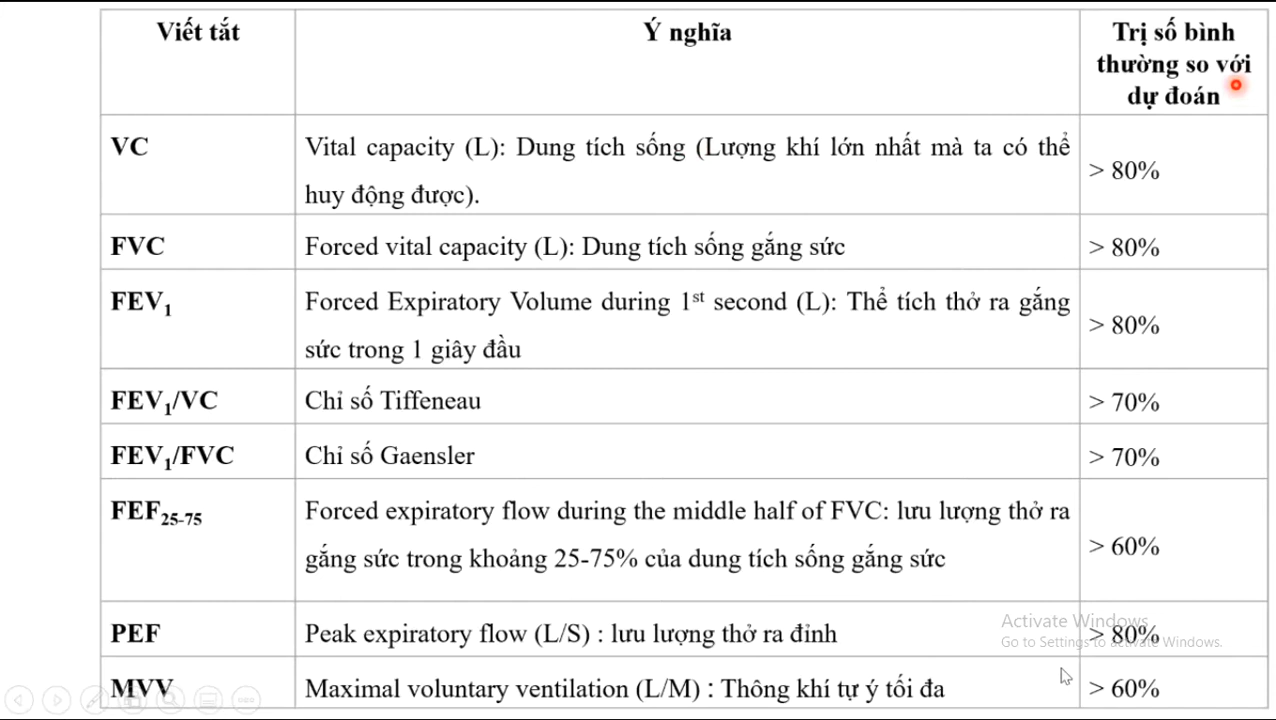 Viết tắt
Ý nghĩa
Trị số bình
thường so với
dự đoán
VC
Vital capacity (L): Dung tích sống (Lượng khí lớn nhất mà ta có thể
huy động được).
> 80%
FVC
Forced vital capacity (L): Dung tích sống gắng sức
> 80%
FEV₁
Forced Expiratory Volume during 1ˢᵗ second (L): Thể tích thở ra gắng
sức trong 1 giây đầu
> 80%
FEV₁/VC
Chỉ số Tiffeneau
> 70%
FEV₁/FVC
Chỉ số Gaensler
> 70%
FEF₂₅₋₇₅
Forced expiratory flow during the middle half of FVC: lưu lượng thở ra
gắng sức trong khoảng 25-75% của dung tích sống gắng sức
> 60%
PEF
Peak expiratory flow (L/S) : lưu lượng thở ra đỉnh
> 80%
MVV
Maximal voluntary ventilation (L/M) : Thông khí tự ý tối đa
> 60%
Activate Windows
Go to Settings to activate Windows.